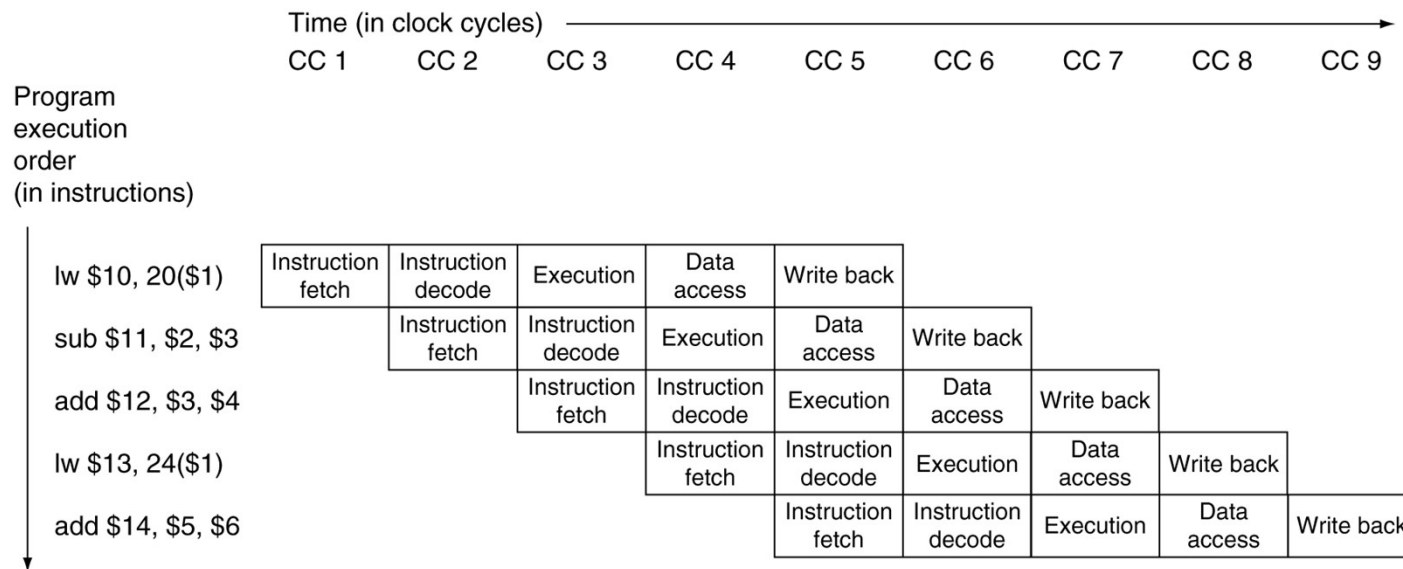 Time (in clock cycles)
CC 1 CC 2 CC 3 CC 4 CC 5 CC 6 CC 7 CC 8 CC 9
Program
execution
order
(in instructions)
lw $10, 20($1)
Instruction
fetch
Instruction
decode
Execution
Data
access
Write back
sub $11, $2, $3
Instruction
fetch
Instruction
decode
Execution
Data
access
Write back
add $12, $3, $4
Instruction
fetch
Instruction
decode
Execution
Data
access
Write back
lw $13, 24($1)
Instruction
fetch
Instruction
decode
Execution
Data
access
Write back
add $14, $5, $6
Instruction
fetch
Instruction
decode
Execution
Data
access
Write back